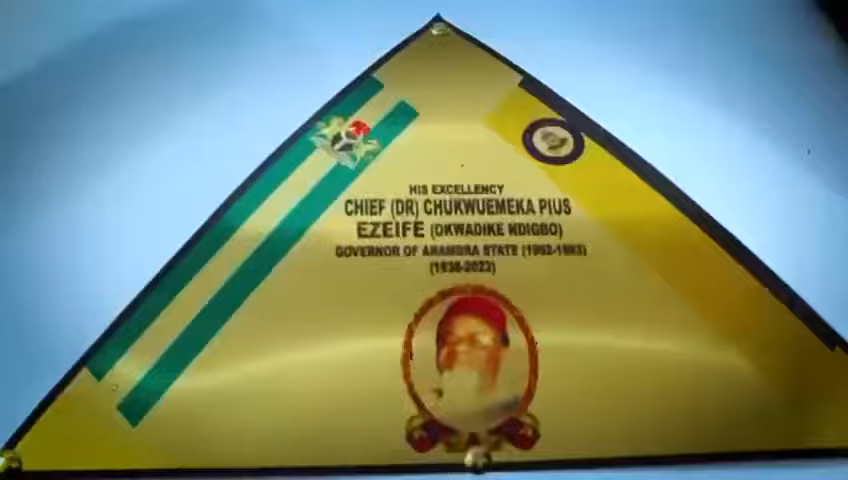 HIS EXCELLENCY
CHIEF (DR) CHUKWUEMEKA PIUS
EZEIFE (OKWADIKE NDIGBO)
GOVERNOR OF ANAMBRA STATE (1992-1993)
(1938-2023)